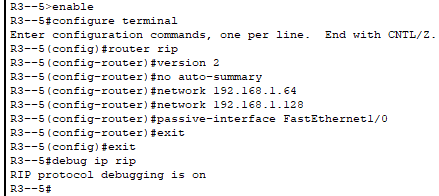 R3--5>enable
R3--5#configure terminal
Enter configuration commands, one per line.  End with CNTL/Z.
R3--5(config)#router rip
R3--5(config-router)#version 2
R3--5(config-router)#no auto-summary
R3--5(config-router)#network 192.168.1.64
R3--5(config-router)#network 192.168.1.128
R3--5(config-router)#passive-interface FastEthernet1/0
R3--5(config-router)#exit
R3--5(config)#exit
R3--5#debug ip rip
RIP protocol debugging is on
R3--5#